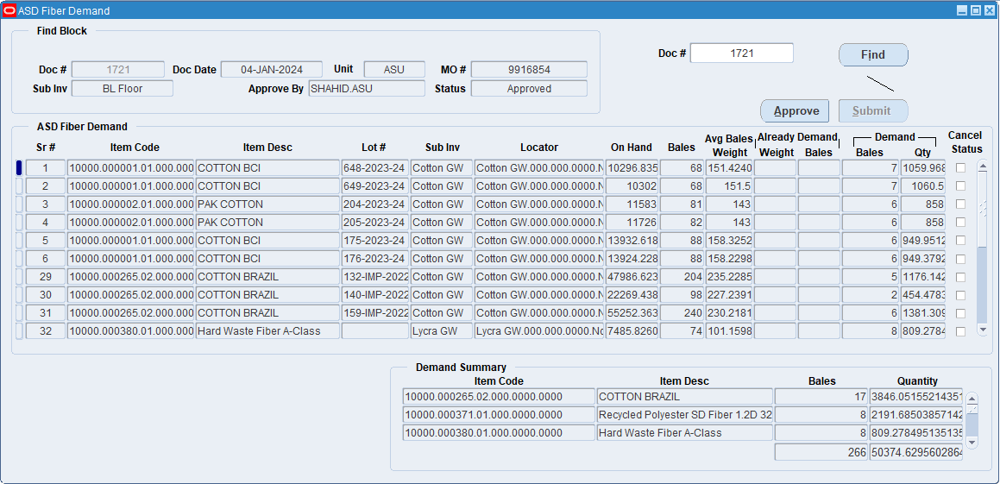 ASD Fiber Demand
Find Block
Doc # 1721 Doc Date 04-JAN-2024 Unit ASU MO # 9916854
Sub Inv BL Floor Approve By SHAHID.ASU Status Approved
Doc # 1721 Find
Approve Submit
ASD Fiber Demand
Sr # Item Code Item Desc Lot # Sub Inv Locator On Hand Bales Avg Bales Weight Already Demand Weight Bales Demand Bales Qty Cancel Status
1 10000.000001.01.000.000 COTTON BCI 648-2023-24 Cotton GW Cotton GW.000.000.000.N 10296.835 68 151.4240 7 1059.968
2 10000.000001.01.000.000 COTTON BCI 649-2023-24 Cotton GW Cotton GW.000.000.000.N 10302 68 151.5 7 1060.5
3 10000.000002.01.000.000 PAK COTTON 204-2023-24 Cotton GW Cotton GW.000.000.000.N 11583 81 143 6 858
4 10000.000002.01.000.000 PAK COTTON 205-2023-24 Cotton GW Cotton GW.000.000.000.N 11726 82 143 6 858
5 10000.000001.01.000.000 COTTON BCI 175-2023-24 Cotton GW Cotton GW.000.000.000.N 13932.618 88 158.3252 6 949.9512
6 10000.000001.01.000.000 COTTON BCI 176-2023-24 Cotton GW Cotton GW.000.000.000.N 13924.228 88 158.2298 6 949.3792
29 10000.000265.02.000.000 COTTON BRAZIL 132-IMP-2022 Cotton GW Cotton GW.000.000.000.N 47986.623 204 235.2285 5 1176.142
30 10000.000265.02.000.000 COTTON BRAZIL 140-IMP-2022 Cotton GW Cotton GW.000.000.000.N 22269.438 98 227.2391 2 454.4783
31 10000.000265.02.000.000 COTTON BRAZIL 159-IMP-2022 Cotton GW Cotton GW.000.000.000.N 55252.363 240 230.2181 6 1381.309
32 10000.000380.01.000.000 Hard Waste Fiber A-Class Lycra GW Lycra GW.000.000.0000.No 7485.8260 74 101.1598 8 809.2784
Demand Summary
Item Code Item Desc Bales Quantity
10000.000265.02.000.0000.0000 COTTON BRAZIL 17 3846.05155214351
10000.000371.01.000.0000.0000 Recycled Polyester SD Fiber 1.2D 32 8 2191.68503857142
10000.000380.01.000.0000.0000 Hard Waste Fiber A-Class 8 809.278495135135
266 50374.6295602864